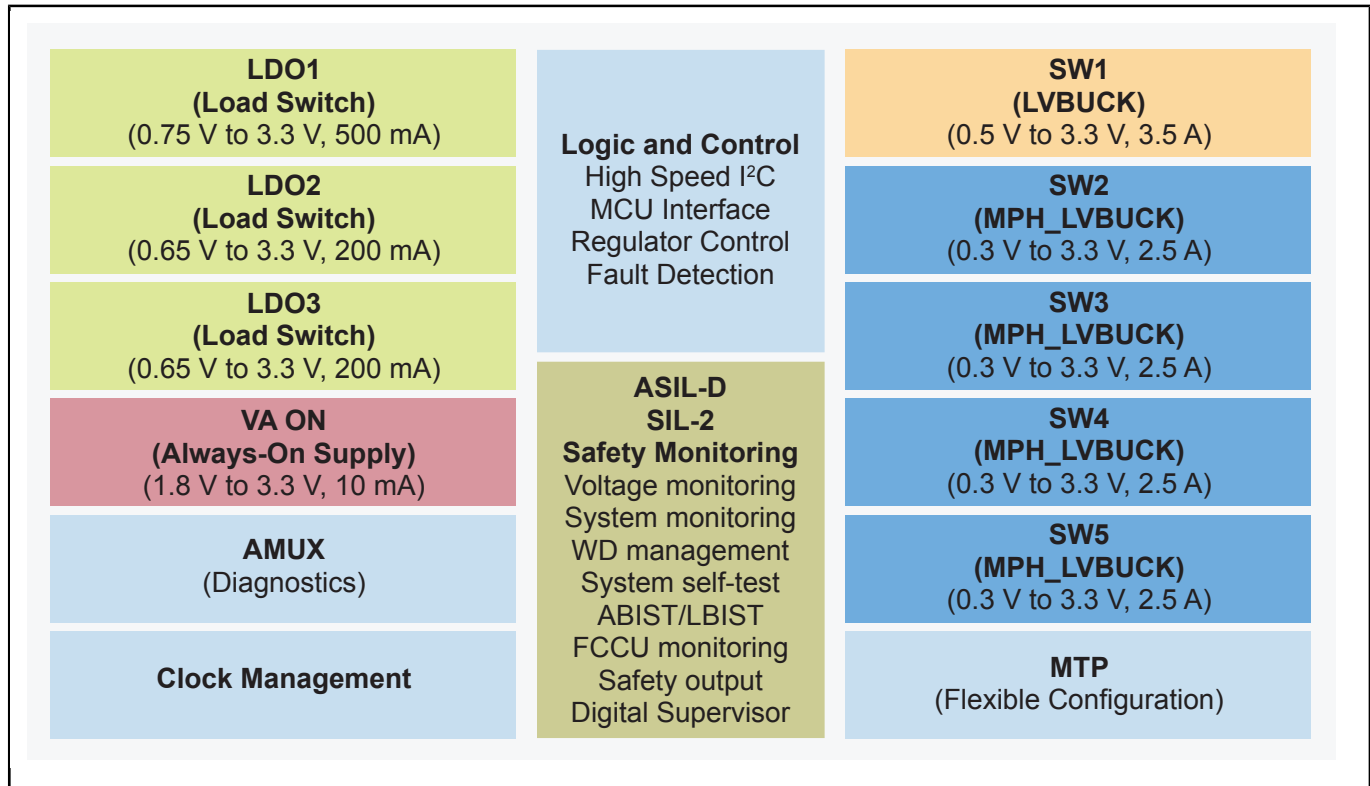 LDO1
(Load Switch)
(0.75 V to 3.3 V, 500 mA)
LDO2
(Load Switch)
(0.65 V to 3.3 V, 200 mA)
LDO3
(Load Switch)
(0.65 V to 3.3 V, 200 mA)
VA ON
(Always-On Supply)
(1.8 V to 3.3 V, 10 mA)
AMUX
(Diagnostics)
Clock Management
Logic and Control
High Speed I²C
MCU Interface
Regulator Control
Fault Detection
ASIL-D
SIL-2
Safety Monitoring
Voltage monitoring
System monitoring
WD management
System self-test
ABIST/LBIST
FCCU monitoring
Safety output
Digital Supervisor
SW1
(LVBUCK)
(0.5 V to 3.3 V, 3.5 A)
SW2
(MPH_LVBUCK)
(0.3 V to 3.3 V, 2.5 A)
SW3
(MPH_LVBUCK)
(0.3 V to 3.3 V, 2.5 A)
SW4
(MPH_LVBUCK)
(0.3 V to 3.3 V, 2.5 A)
SW5
(MPH_LVBUCK)
(0.3 V to 3.3 V, 2.5 A)
MTP
(Flexible Configuration)